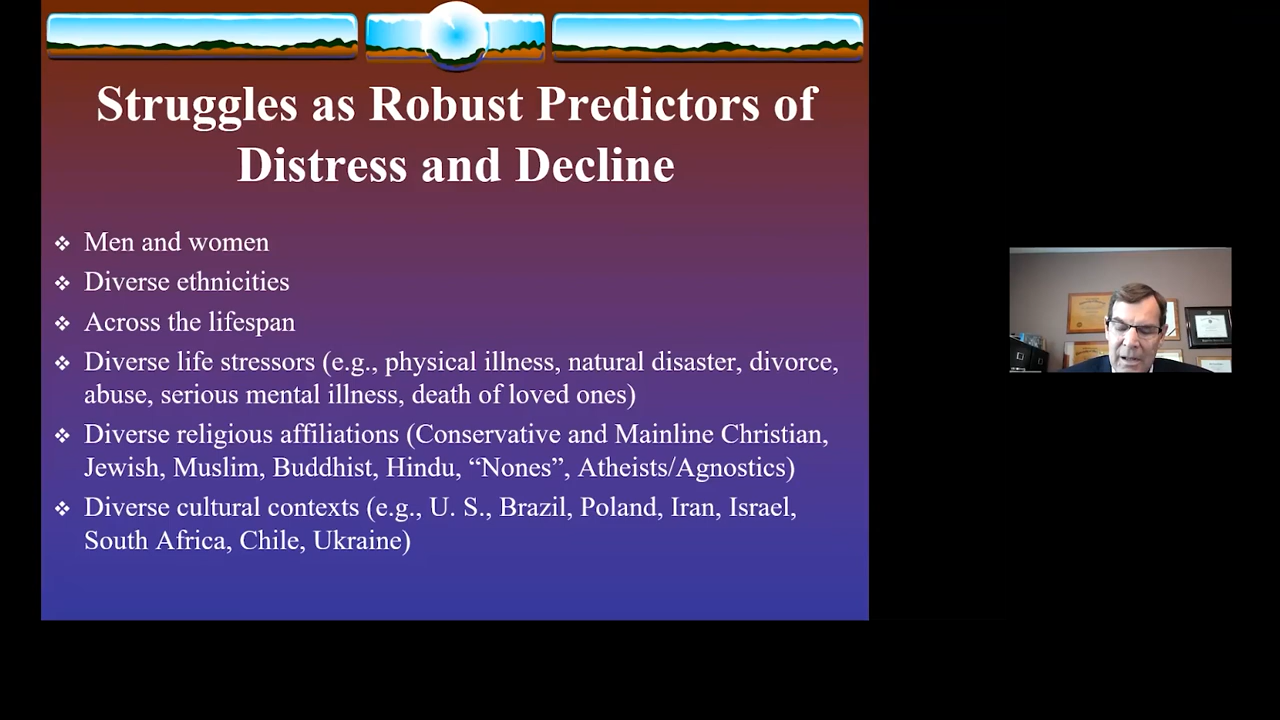 Struggles as Robust Predictors of
Distress and Decline
❖ Men and women
❖ Diverse ethnicities
❖ Across the lifespan
❖ Diverse life stressors (e.g., physical illness, natural disaster, divorce,
abuse, serious mental illness, death of loved ones)
❖ Diverse religious affiliations (Conservative and Mainline Christian,
Jewish, Muslim, Buddhist, Hindu, “Nones”, Atheists/Agnostics)
❖ Diverse cultural contexts (e.g., U. S., Brazil, Poland, Iran, Israel,
South Africa, Chile, Ukraine)